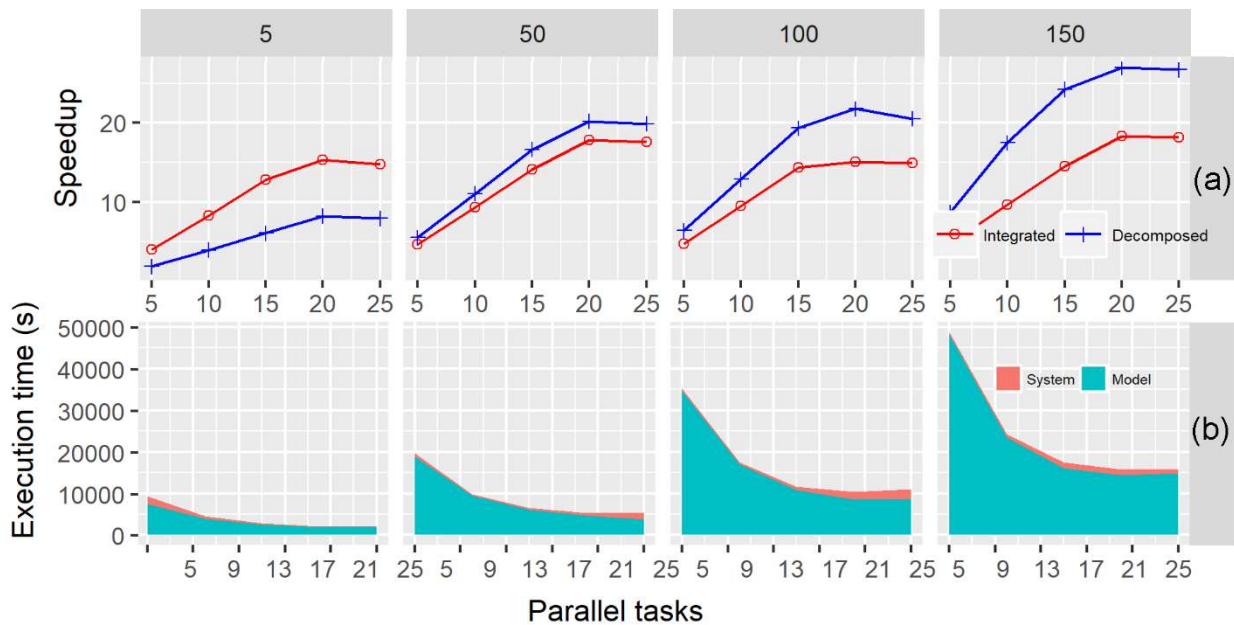 5 50 100 150
Speedup
20
10
(a)
Integrated Decomposed
5 10 15 20 25 5 10 15 20 25 5 10 15 20 25 5 10 15 20 25
Execution time (s)
50000
40000
30000
20000
10000
0
System Model
(b)
5 9 13 17 21 25 5 9 13 17 21 25 5 9 13 17 21 25 5 9 13 17 21 25
Parallel tasks